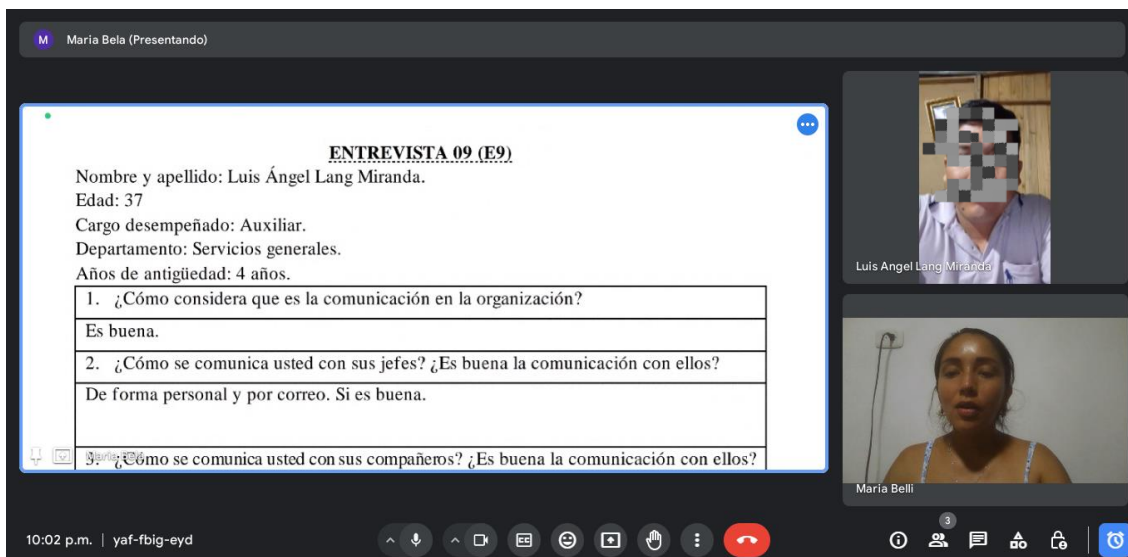 M Maria Bela (Presentando)
ENTREVISTA 09 (E9)
Nombre y apellido: Luis Ángel Lang Miranda.
Edad: 37
Cargo desempeñado: Auxiliar.
Departamento: Servicios generales.
Años de antigüedad: 4 años.
1. ¿Cómo considera que es la comunicación en la organización?
Es buena.
2. ¿Cómo se comunica usted con sus jefes? ¿Es buena la comunicación con ellos?
De forma personal y por correo. Si es buena.
3. ¿Cómo se comunica usted con sus compañeros? ¿Es buena la comunicación con ellos?
Luis Angel Lang Miranda
Maria Belli
10:02 p.m. | yaf-fbig-eyd
CC
3